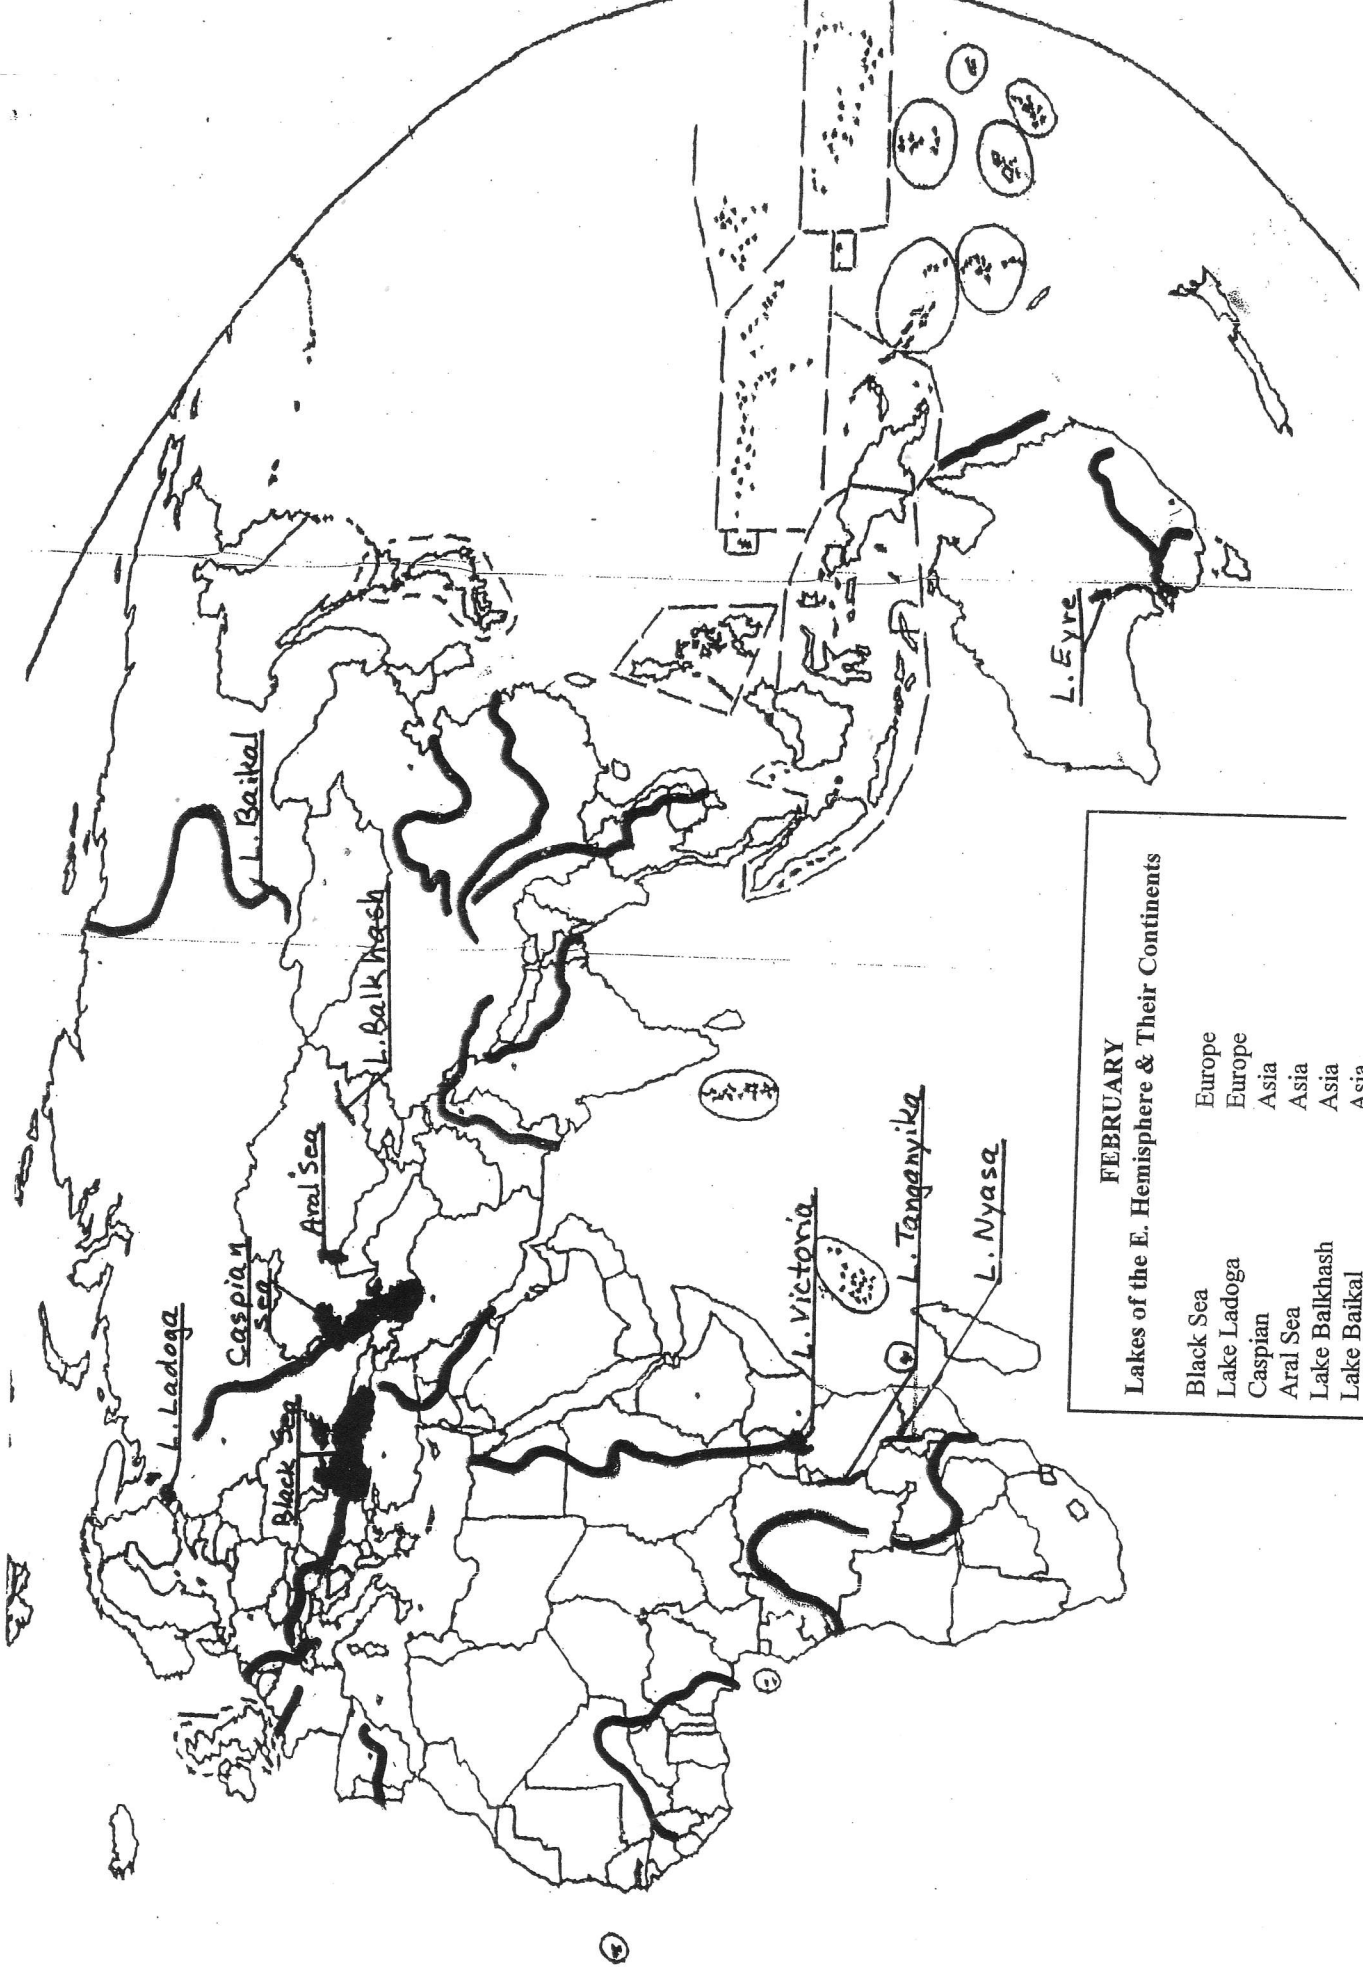 L. Ladoga
Caspian
Sea
Black Sea
Aral Sea
L. Balkhash
L. Baikal
L. Victoria
L. Tanganyika
L. Nyasa
L. Eyre
FEBRUARY
Lakes of the E. Hemisphere & Their Continents
Black Sea Europe
Lake Ladoga Europe
Caspian Asia
Aral Sea Asia
Lake Balkhash Asia
Lake Baikal Asia